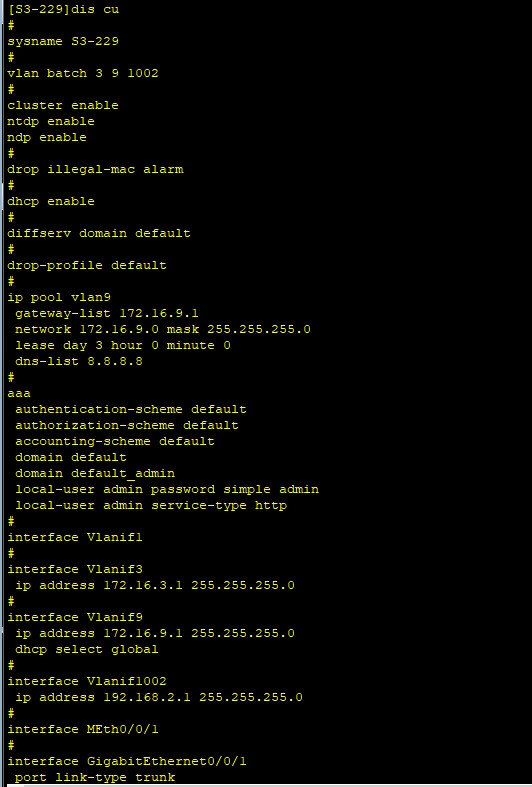 [S3-229]dis cu
#
sysname S3-229
#
vlan batch 3 9 1002
#
cluster enable
ntdp enable
ndp enable
#
drop illegal-mac alarm
#
dhcp enable
#
diffserv domain default
#
drop-profile default
#
ip pool vlan9
 gateway-list 172.16.9.1
 network 172.16.9.0 mask 255.255.255.0
 lease day 3 hour 0 minute 0
 dns-list 8.8.8.8
#
aaa
 authentication-scheme default
 authorization-scheme default
 accounting-scheme default
 domain default
 domain default_admin
 local-user admin password simple admin
 local-user admin service-type http
#
interface Vlanif1
#
interface Vlanif3
 ip address 172.16.3.1 255.255.255.0
#
interface Vlanif9
 ip address 172.16.9.1 255.255.255.0
 dhcp select global
#
interface Vlanif1002
 ip address 192.168.2.1 255.255.255.0
#
interface MEth0/0/1
#
interface GigabitEthernet0/0/1
 port link-type trunk